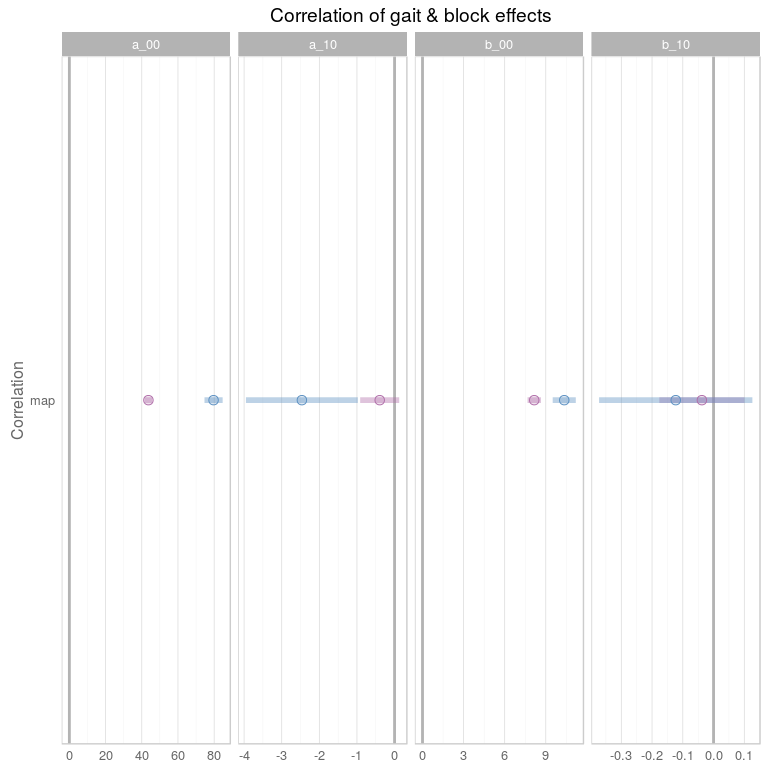 Correlation of gait & block effects
a_00 a_10 b_00 b_10
Correlation
map
0 20 40 60 80 -4 -3 -2 -1 0 0 3 6 9 -0.3 -0.2 -0.1 0.0 0.1